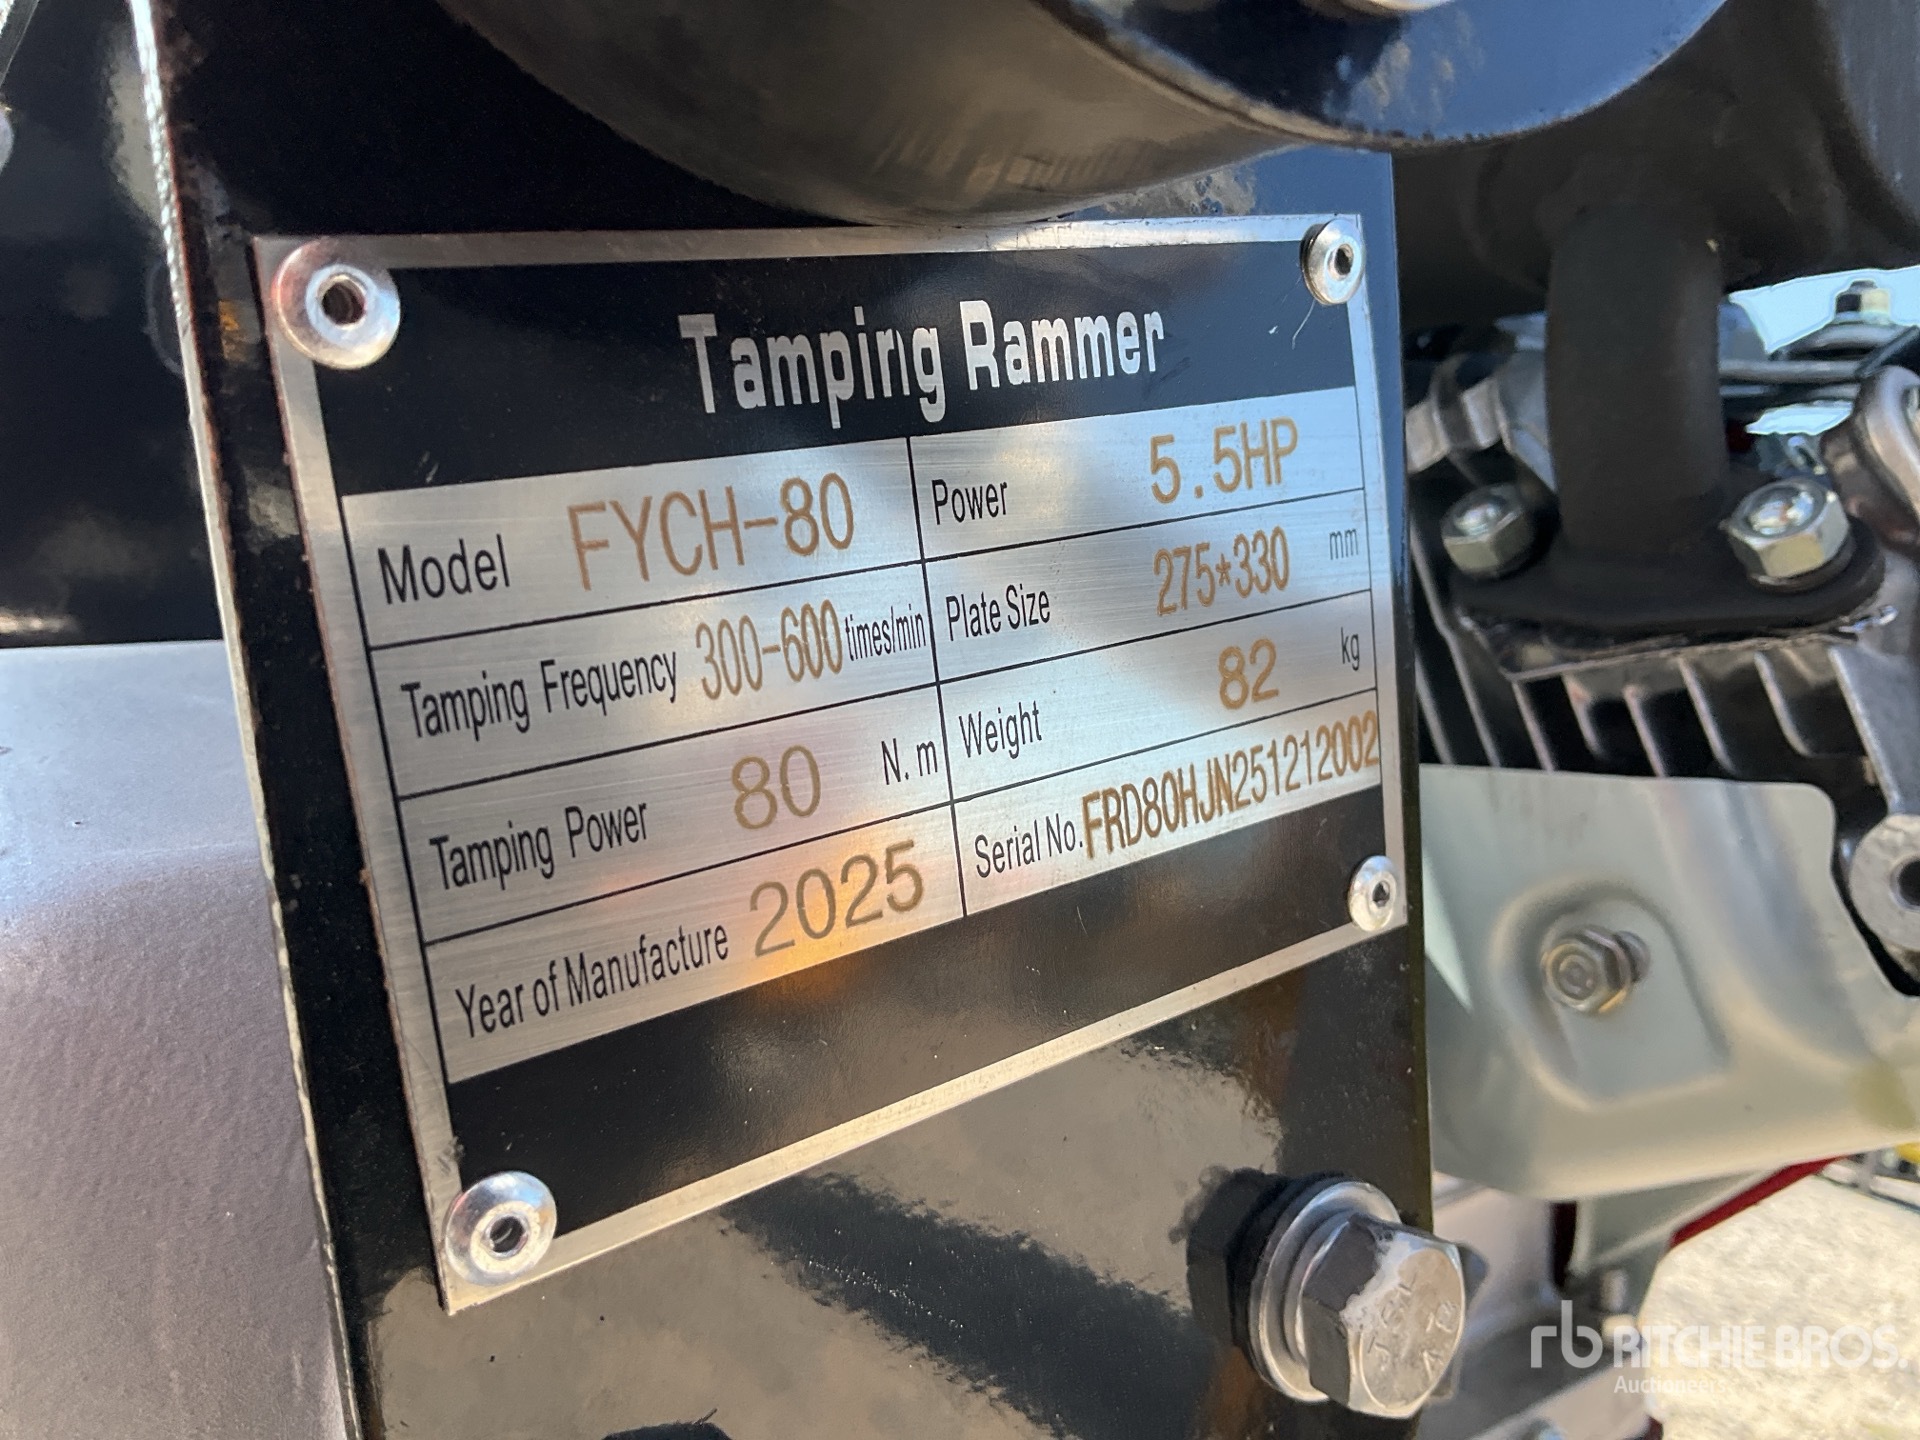 Tamping Rammer
Model FYCH-80 Power 5.5HP
Tamping Frequency 300-600 times/min Plate Size 275*330 mm
Tamping Power 80 N.m Weight 82 kg
Year of Manufacture 2025 Serial No. FRD80HJN251212002
rb RITCHIE BROS.
Auctioneers